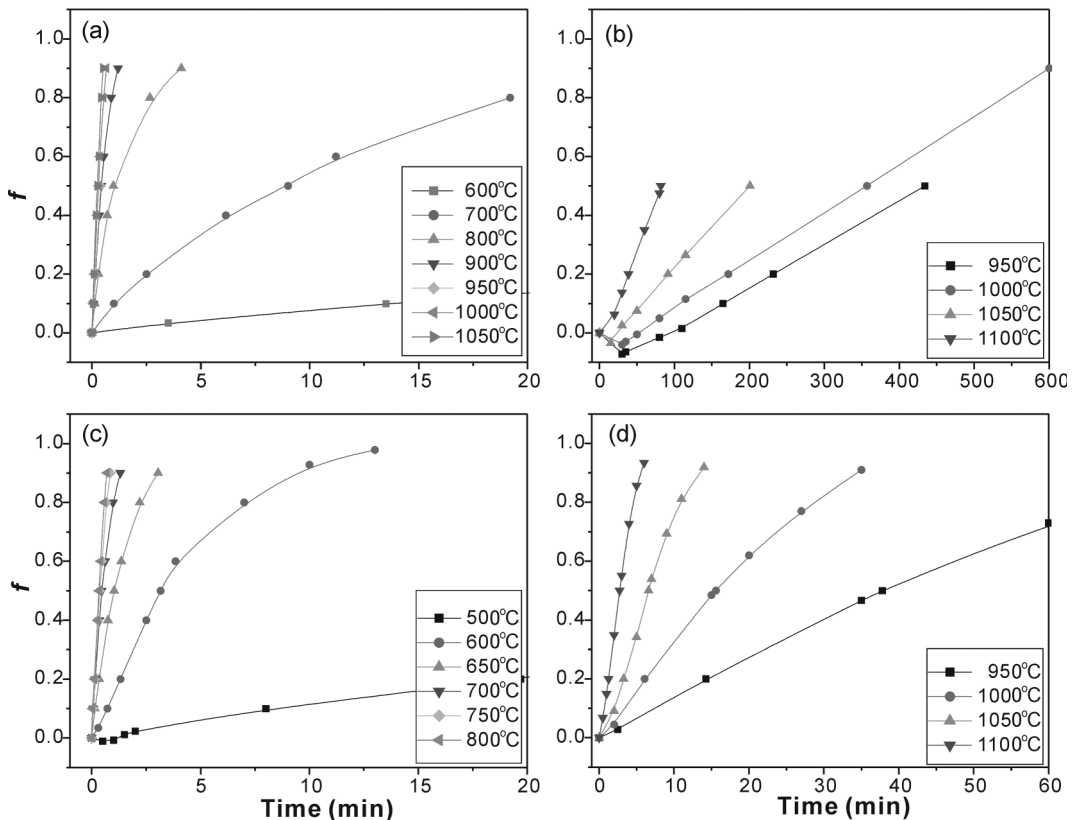 (a)
1.0
0.8
0.6
0.4
0.2
0.0
f
600°C
700°C
800°C
900°C
950°C
1000°C
1050°C
0 5 10 15 20
(b)
1.0
0.8
0.6
0.4
0.2
0.0
950°C
1000°C
1050°C
1100°C
0 100 200 300 400 500 600
(c)
1.0
0.8
0.6
0.4
0.2
0.0
f
500°C
600°C
650°C
700°C
750°C
800°C
0 5 10 15 20
Time (min)
(d)
1.0
0.8
0.6
0.4
0.2
0.0
950°C
1000°C
1050°C
1100°C
0 10 20 30 40 50 60
Time (min)